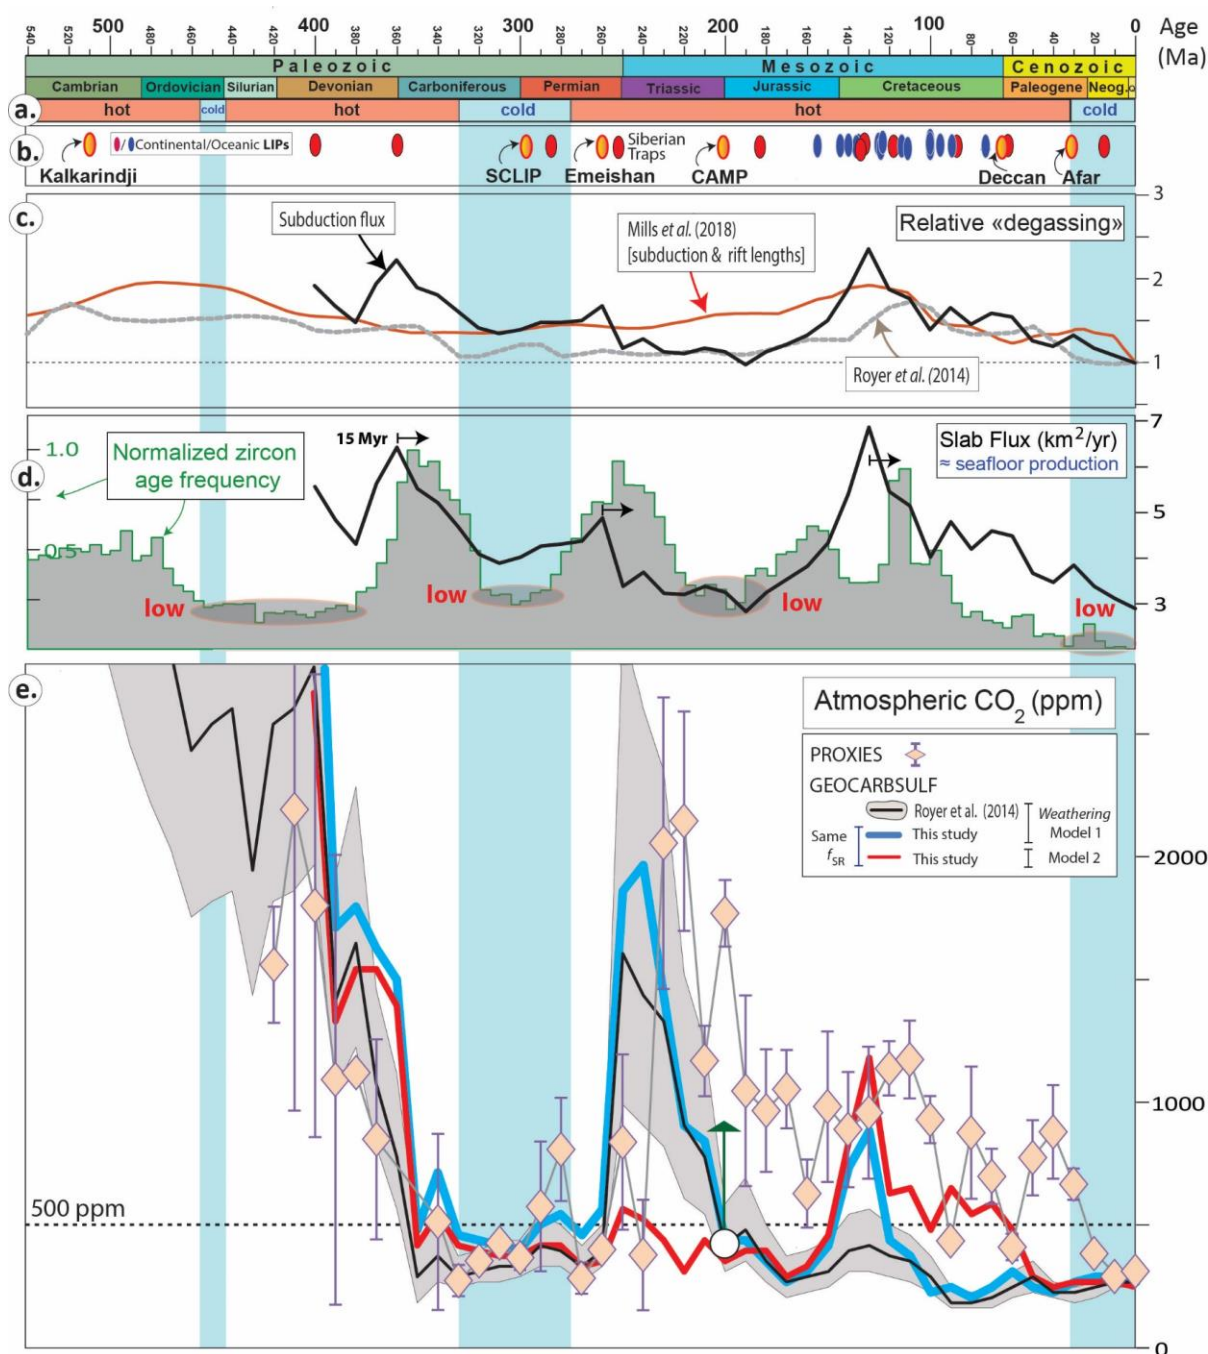 500 400 300 200 100 0 Age
(Ma)
540 520 480 460 440 420 380 360 340 320 280 260 240 220 180 160 140 120 80 60 40 20
Paleozoic Mesozoic Cenozoic
Cambrian Ordovician Silurian Devonian Carboniferous Permian Triassic Jurassic Cretaceous Paleogene Neog. Q
a. hot cold hot cold hot cold
b. / Continental/Oceanic LIPs
Siberian
Traps
Kalkarindji SCLIP Emeishan CAMP Deccan Afar
c.
3
Relative «degassing»
Subduction flux
Mills et al. (2018)
[subduction & rift lengths]
2
Royer et al. (2014)
1
d.
7
15 Myr
Slab Flux (km²/yr)
≈ seafloor production
1.0
Normalized zircon
age frequency
5
0.5
low low low low
3
e.
Atmospheric CO₂ (ppm)
PROXIES
GEOCARBSULF
Royer et al. (2014) Weathering
Model 1
Same
fSR
This study
This study Model 2
2000
1000
500 ppm
0